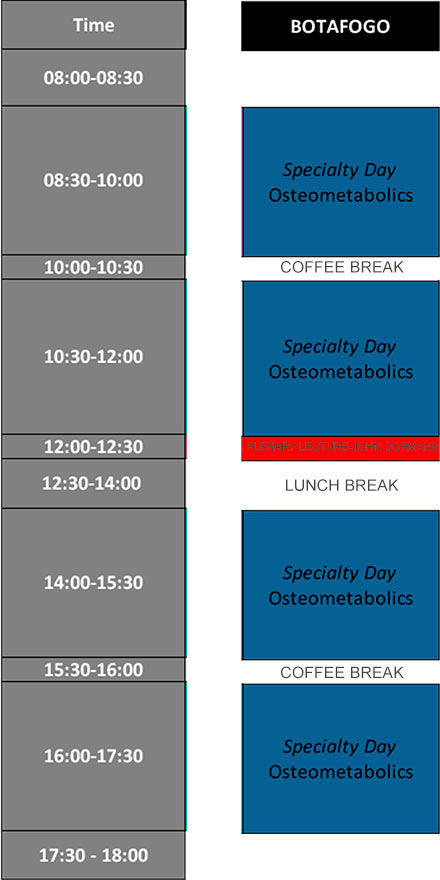 Time
BOTAFOGO
08:00-08:30
08:30-10:00
Specialty Day
Osteometabolics
10:00-10:30
COFFEE BREAK
10:30-12:00
Specialty Day
Osteometabolics
12:00-12:30
PLENARY LECTURE JOHN
12:30-14:00
LUNCH BREAK
14:00-15:30
Specialty Day
Osteometabolics
15:30-16:00
COFFEE BREAK
16:00-17:30
Specialty Day
Osteometabolics
17:30 - 18:00